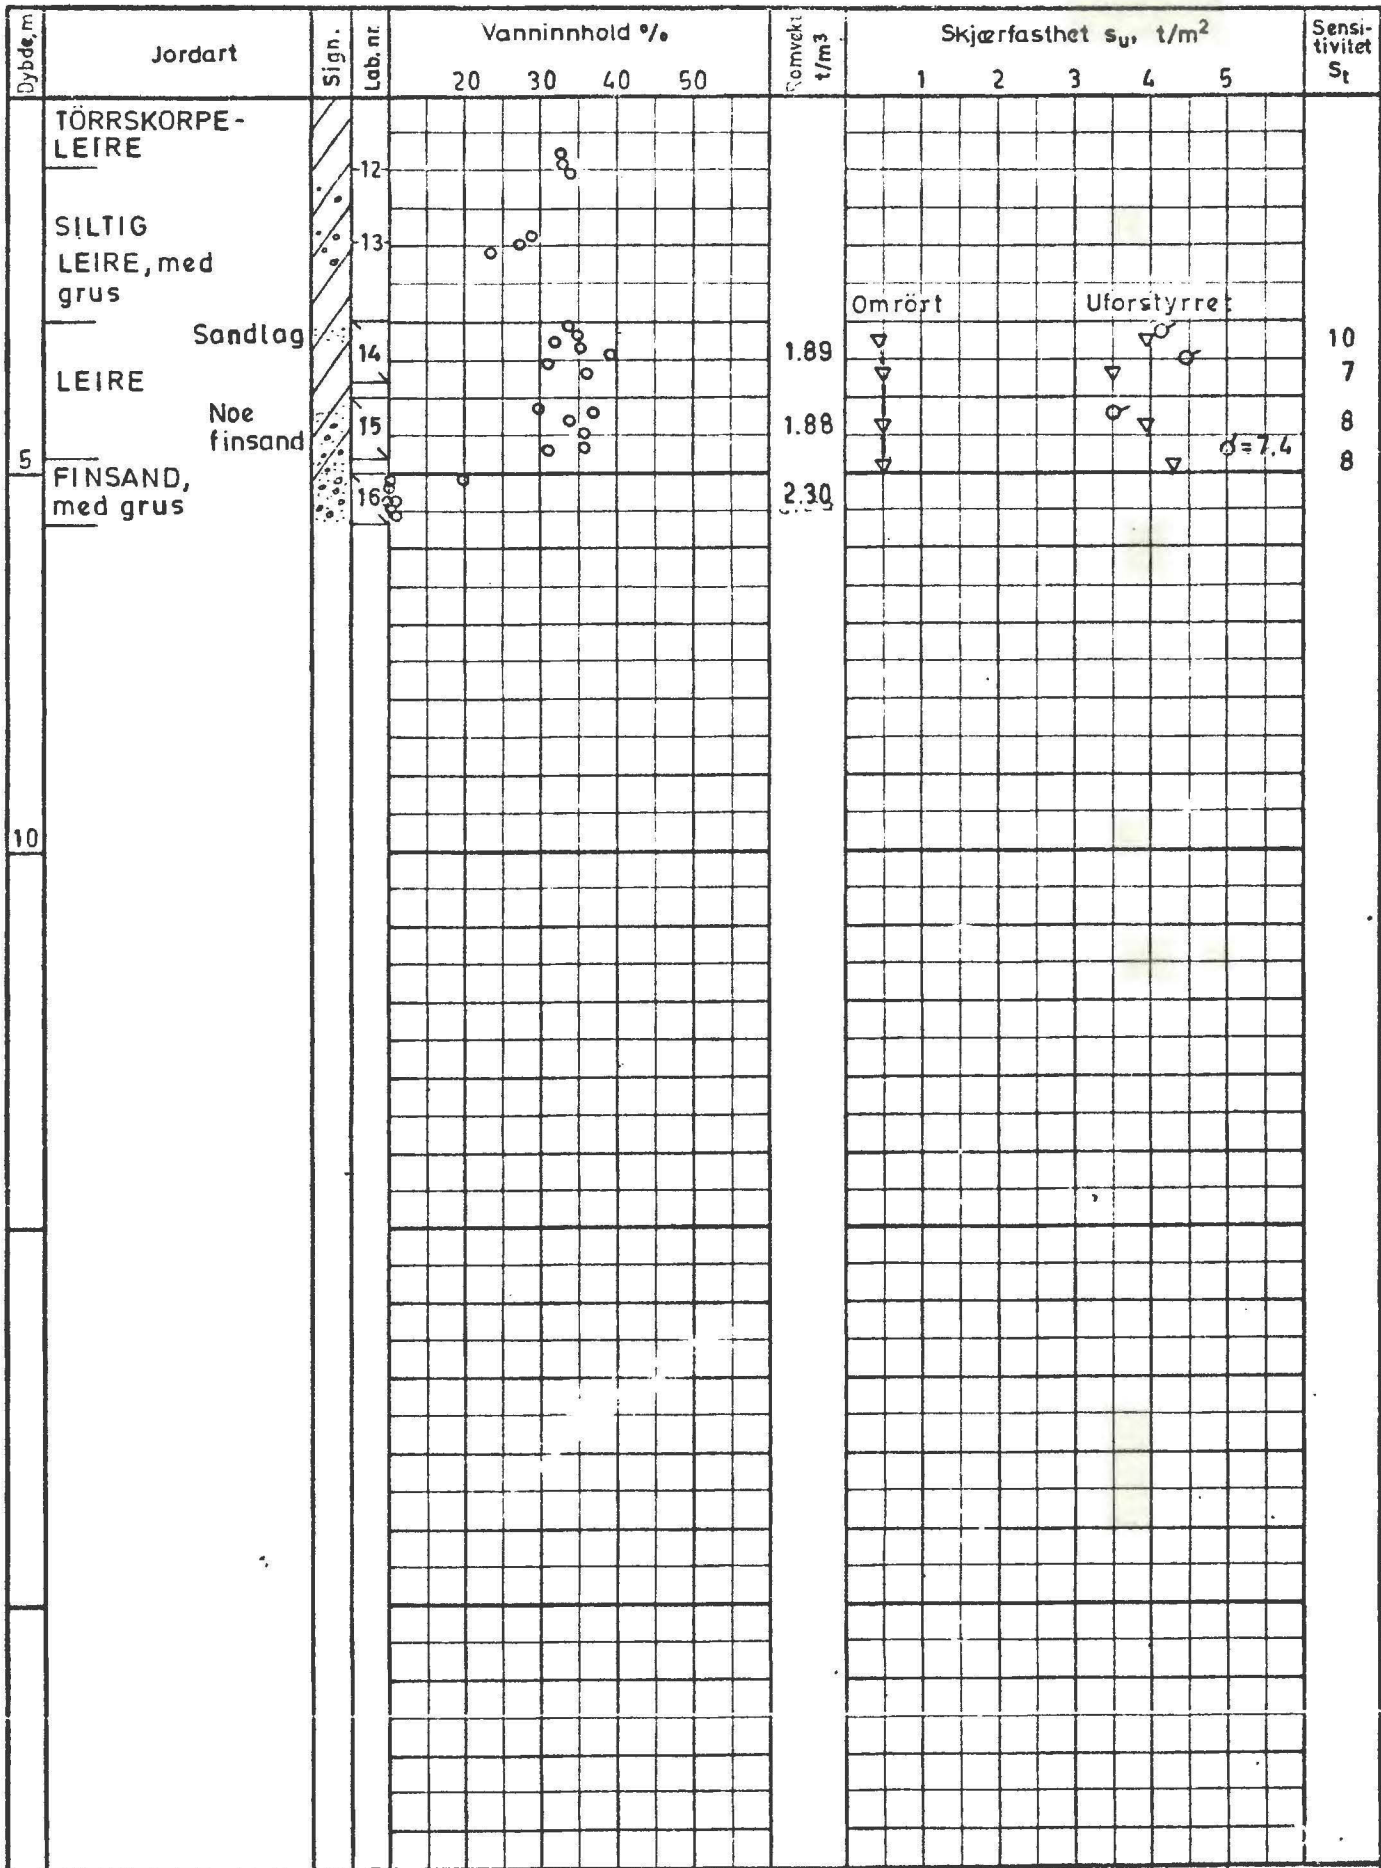 Dybde, m
Jordart
Sign.
Lab. nr.
Vanninnhold %
20 30 40 50
Romvekt t/m³
Skjærfasthet su, t/m²
1 2 3 4 5
Sensi-
tivitet
St
TÖRRSKORPE-
LEIRE
12
SILTIG
LEIRE, med
grus
13
Omrört
Uforstyrret
Sandlag
14
1.89
10
7
LEIRE
Noe
finsand
15
1.88
8
=7.4
8
5
FINSAND,
med grus
16
2.30
10